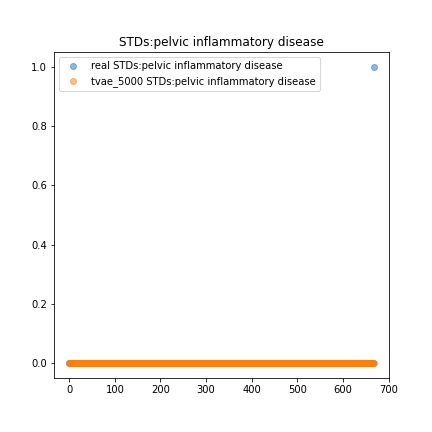 STDs:pelvic inflammatory disease
real STDs:pelvic inflammatory disease
tvae_5000 STDs:pelvic inflammatory disease
1.0
0.8
0.6
0.4
0.2
0.0
0 100 200 300 400 500 600 700